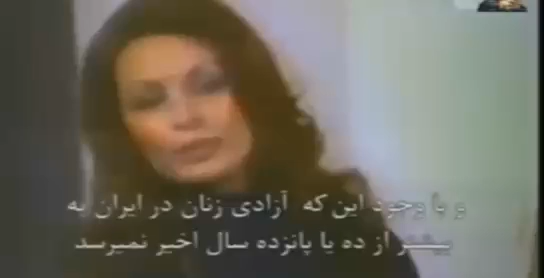 و با وجود این که آزادی زنان در ایران به
بیشتر از ده یا پانزده سال اخیر نمیرسد